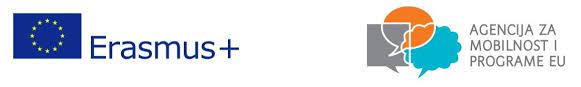 Erasmus+
AGENCIJA ZA
MOBILNOST I
PROGRAME EU